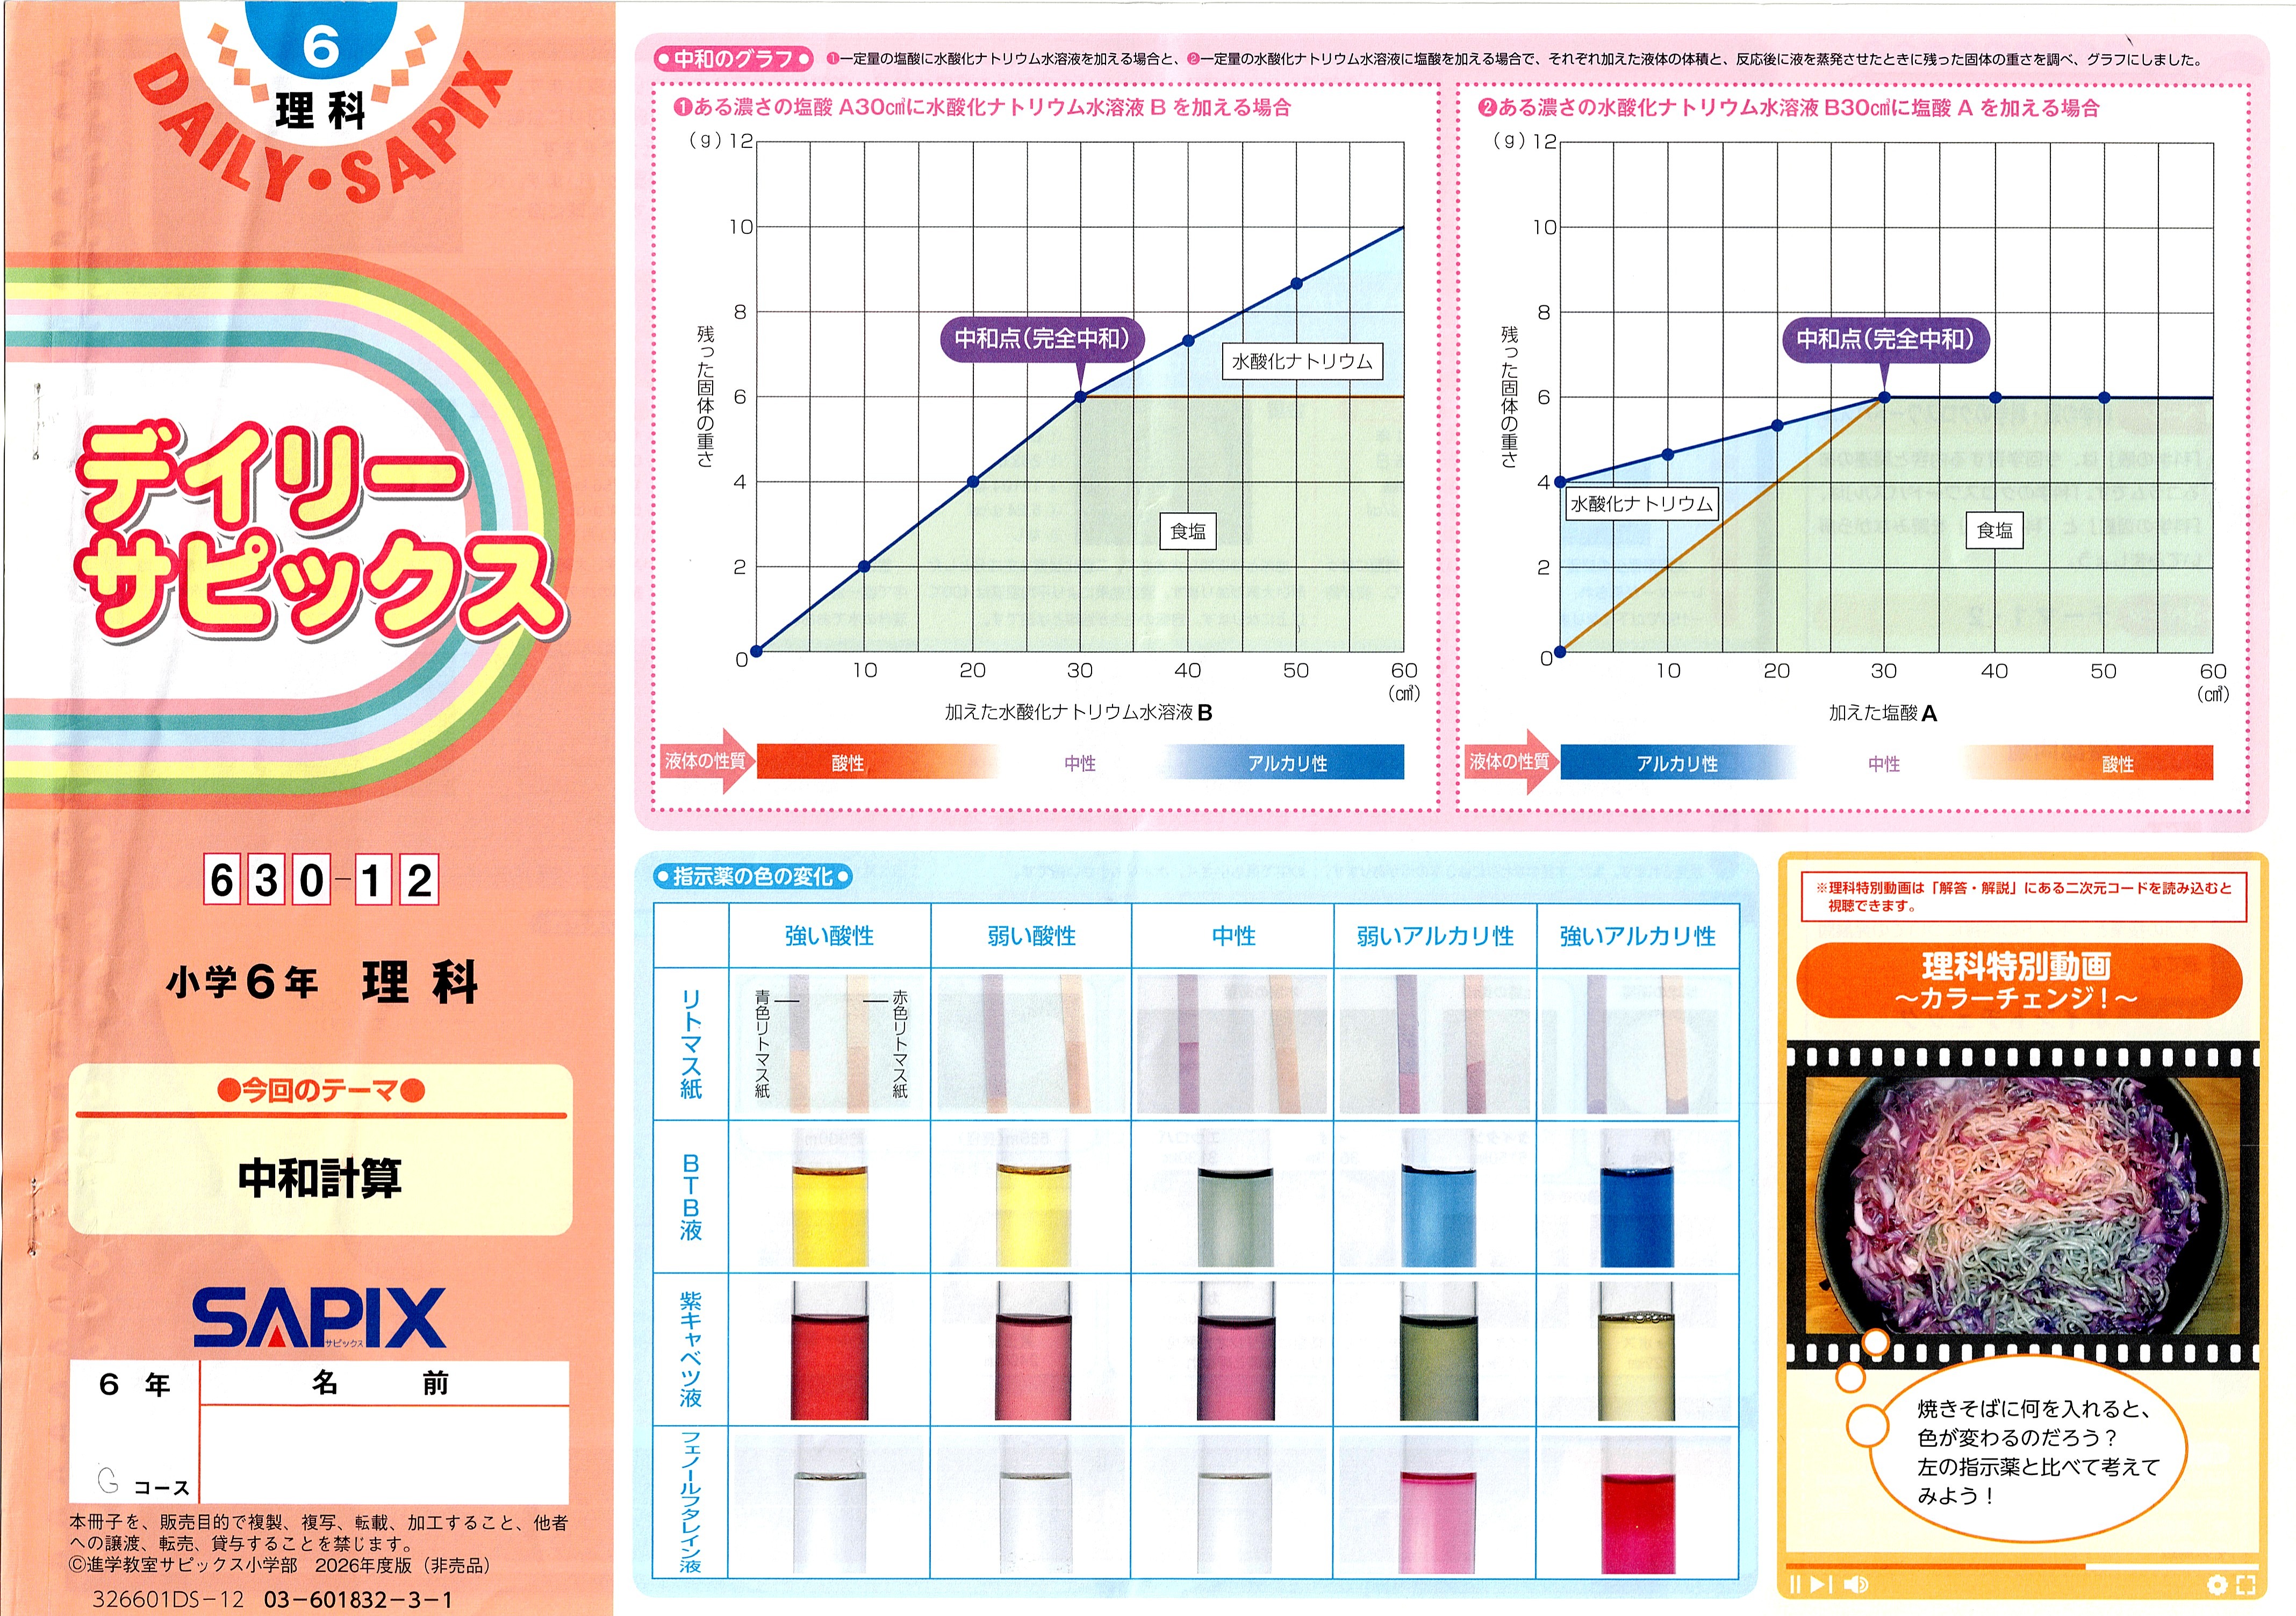 6
理科
DAILY・SAPIX
デイリー
サピックス
630-12
小学6年 理科
●今回のテーマ●
中和計算
SAPIX
サピックス
6 年
名 前
G コース
本冊子を、販売目的で複製、複写、転載、加工すること、他者
への譲渡、転売、貸与することを禁じます。
©進学教室サピックス小学部 2026年度版（非売品）
326601DS-12 03-601832-3-1
●中和のグラフ●
❶一定量の塩酸に水酸化ナトリウム水溶液を加える場合と、❷一定量の水酸化ナトリウム水溶液に塩酸を加える場合で、それぞれ加えた液体の体積と、反応後に液を蒸発させたときに残った固体の重さを調べ、グラフにしました。
❶ある濃さの塩酸 A30㎤に水酸化ナトリウム水溶液 B を加える場合
(g) 12
10
8
6
4
2
0
残った固体の重さ
中和点(完全中和)
水酸化ナトリウム
食塩
10 20 30 40 50 60
(㎤)
加えた水酸化ナトリウム水溶液 B
液体の性質
酸性 中性 アルカリ性
❷ある濃さの水酸化ナトリウム水溶液 B30㎤に塩酸 A を加える場合
(g) 12
10
8
6
4
2
0
残った固体の重さ
中和点(完全中和)
水酸化ナトリウム
食塩
10 20 30 40 50 60
(㎤)
加えた塩酸 A
液体の性質
アルカリ性 中性 酸性
●指示薬の色の変化●
強い酸性 弱い酸性 中性 弱いアルカリ性 強いアルカリ性
リトマス紙
青色リトマス紙
赤色リトマス紙
BTB液
紫キャベツ液
フェノールフタレイン液
※理科特別動画は「解答・解説」にある二次元コードを読み込むと
視聴できます。
理科特別動画
～カラーチェンジ！～
焼きそばに何を入れると、
色が変わるのだろう？
左の指示薬と比べて考えて
みよう！